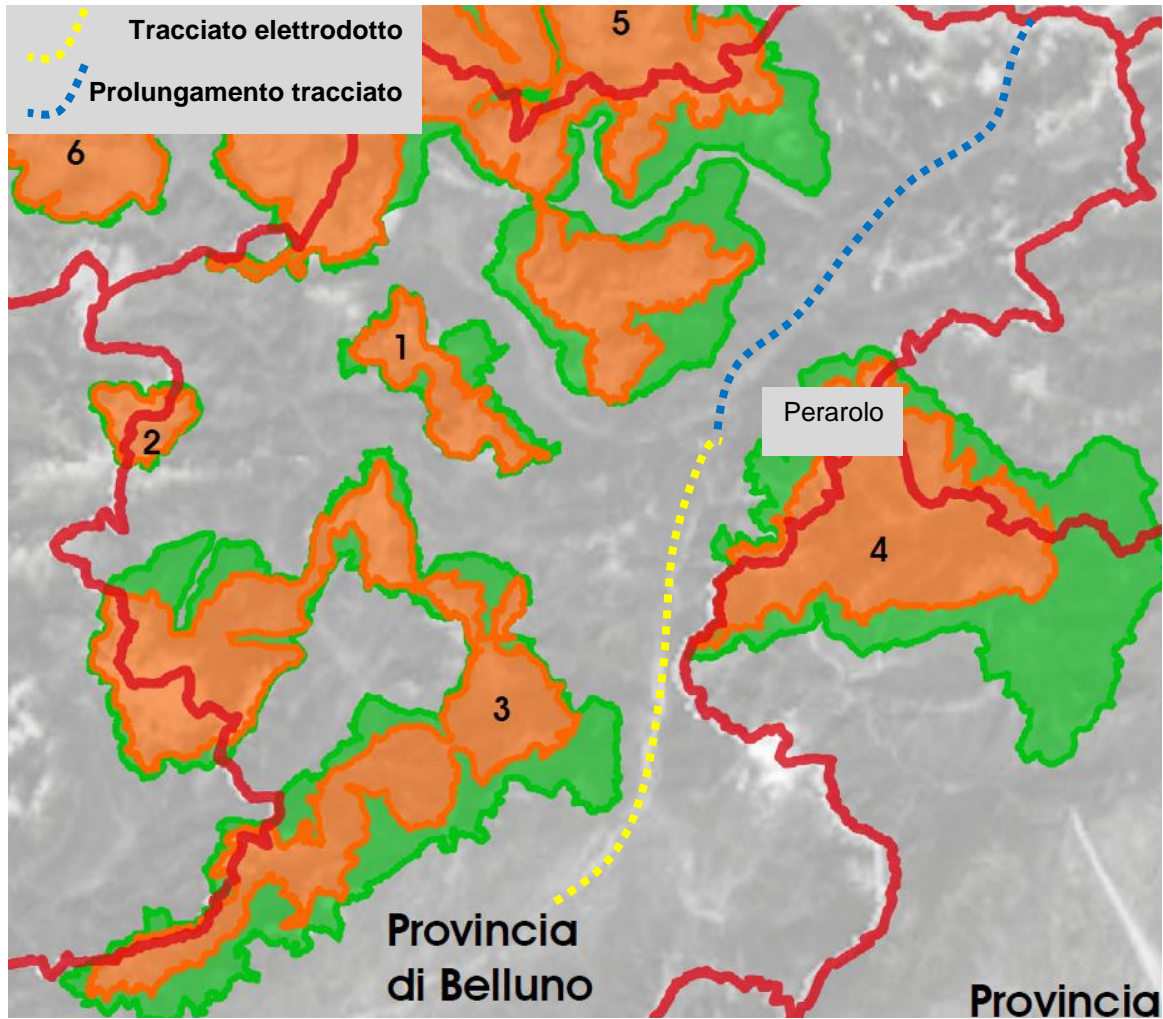 Tracciato elettrodotto
Prolungamento tracciato
5
6
1
Perarolo
2
4
3
Provincia
di Belluno
Provincia